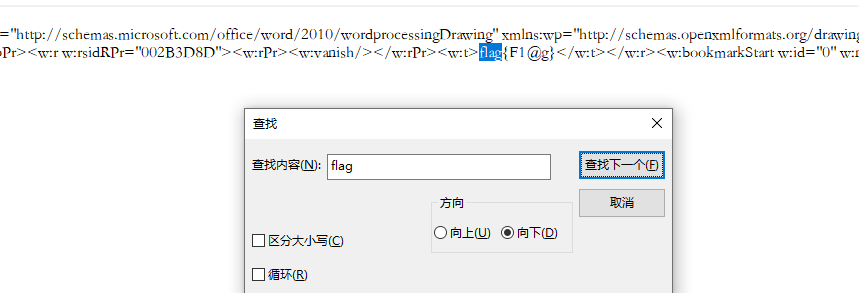 ="http://schemas.microsoft.com/office/word/2010/wordprocessingDrawing" xmlns:wp="http://schemas.openxmlformats.org/drawing
oPr><w:r w:rsidRPr="002B3D8D"><w:rPr><w:vanish/></w:rPr><w:t>flag{F1@g}</w:t></w:r><w:bookmarkStart w:id="0" w:n
查找
查找内容(N): flag 查找下一个(F)
方向 取消
向上(U) 向下(D)
区分大小写(C)
循环(R)